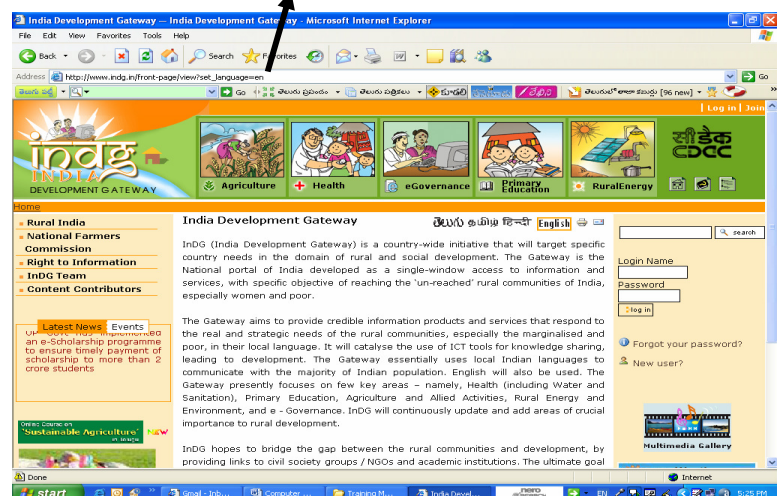 India Development Gateway — India Development Gateway - Microsoft Internet Explorer
File Edit View Favorites Tools Help
Back Search Favorites
Address http://www.indg.in/front-page/view?set_language=en Go
Go తెలుగు ప్రపంచం తెలుగు పత్రికలు కూడలి లేఖిని [96 new]
Log in Join
indg
INDIA
DEVELOPMENT GATEWAY
Agriculture Health eGovernance Primary Education RuralEnergy
सी डैक
CDCC
Home
Rural India
National Farmers
Commission
Right to Information
InDG Team
Content Contributors
Latest News Events
UP Govt has implemented
an e-Scholarship programme
to ensure timely payment of
scholarship to more than 2
crore students
Online Course on
'Sustainable Agriculture' NEW
India Development Gateway
తెలుగు தமிழ் हिन्दी English
InDG (India Development Gateway) is a country-wide initiative that will target specific
country needs in the domain of rural and social development. The Gateway is the
National portal of India developed as a single-window access to information and
services, with specific objective of reaching the 'un-reached' rural communities of India,
especially women and poor.
The Gateway aims to provide credible information products and services that respond to
the real and strategic needs of the rural communities, especially the marginalised and
poor, in their local language. It will catalyse the use of ICT tools for knowledge sharing,
leading to development. The Gateway essentially uses local Indian languages to
communicate with the majority of Indian population. English will also be used. The
Gateway presently focuses on few key areas – namely, Health (including Water and
Sanitation), Primary Education, Agriculture and Allied Activities, Rural Energy and
Environment, and e - Governance. InDG will continuously update and add areas of crucial
importance to rural development.
InDG hopes to bridge the gap between the rural communities and development, by
providing links to civil society groups / NGOs and academic institutions. The ultimate goal
search
Login Name
Password
log in
Forgot your password?
New user?
Multimedia Gallery
Done Internet
start Gmail - Inb... Computer ... Training M... India Devel... nero EN 5:25 PM